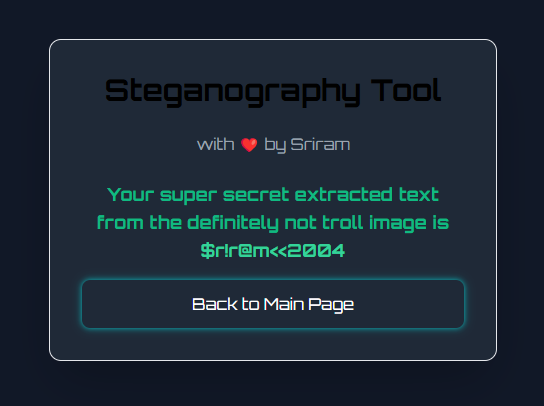 Steganography Tool
with ❤️ by Sriram
Your super secret extracted text
from the definitely not troll image is
$r!r@m<<2004
Back to Main Page